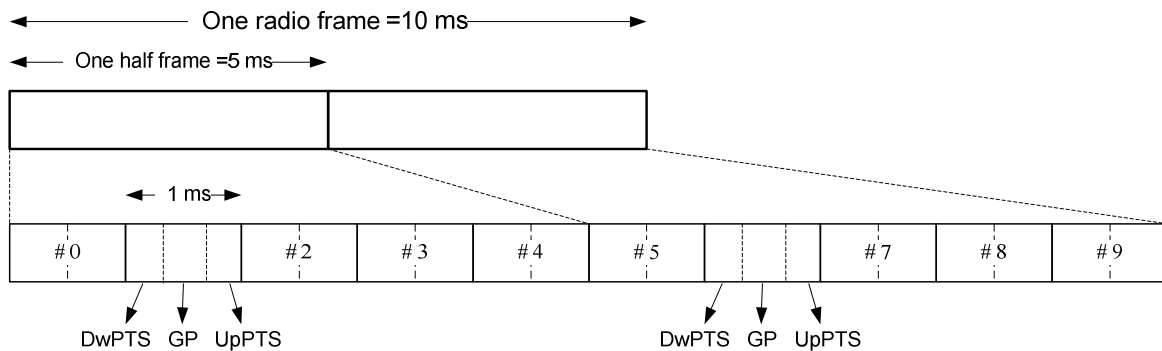 One radio frame =10 ms
One half frame =5 ms
1 ms
#0 #2 #3 #4 #5 #7 #8 #9
DwPTS GP UpPTS DwPTS GP UpPTS